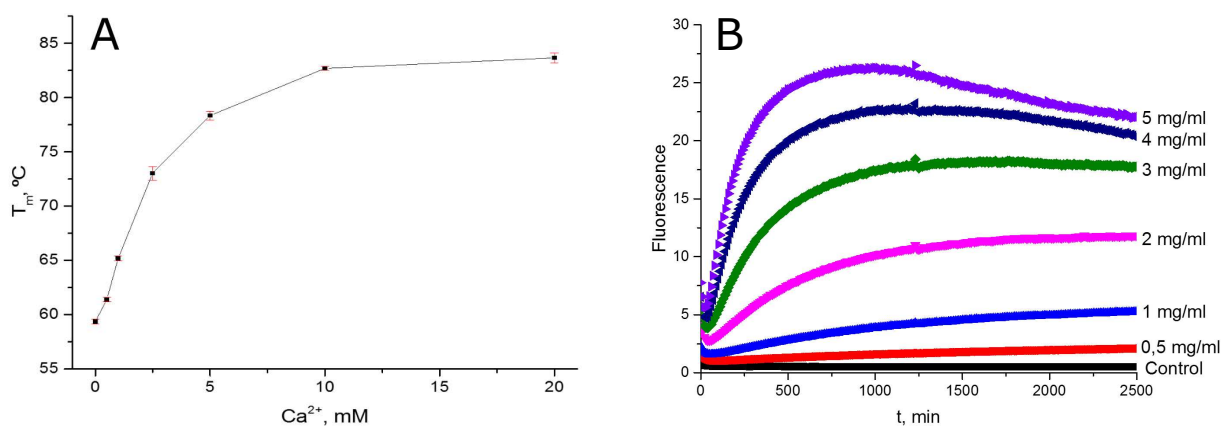 A
85
80
75
70
65
60
55
Tm, ºC
0
5
10
15
20
Ca2+, mM
B
30
25
20
15
10
5
0
Fluorescence
0
500
1000
1500
2000
2500
t, min
5 mg/ml
4 mg/ml
3 mg/ml
2 mg/ml
1 mg/ml
0,5 mg/ml
Control